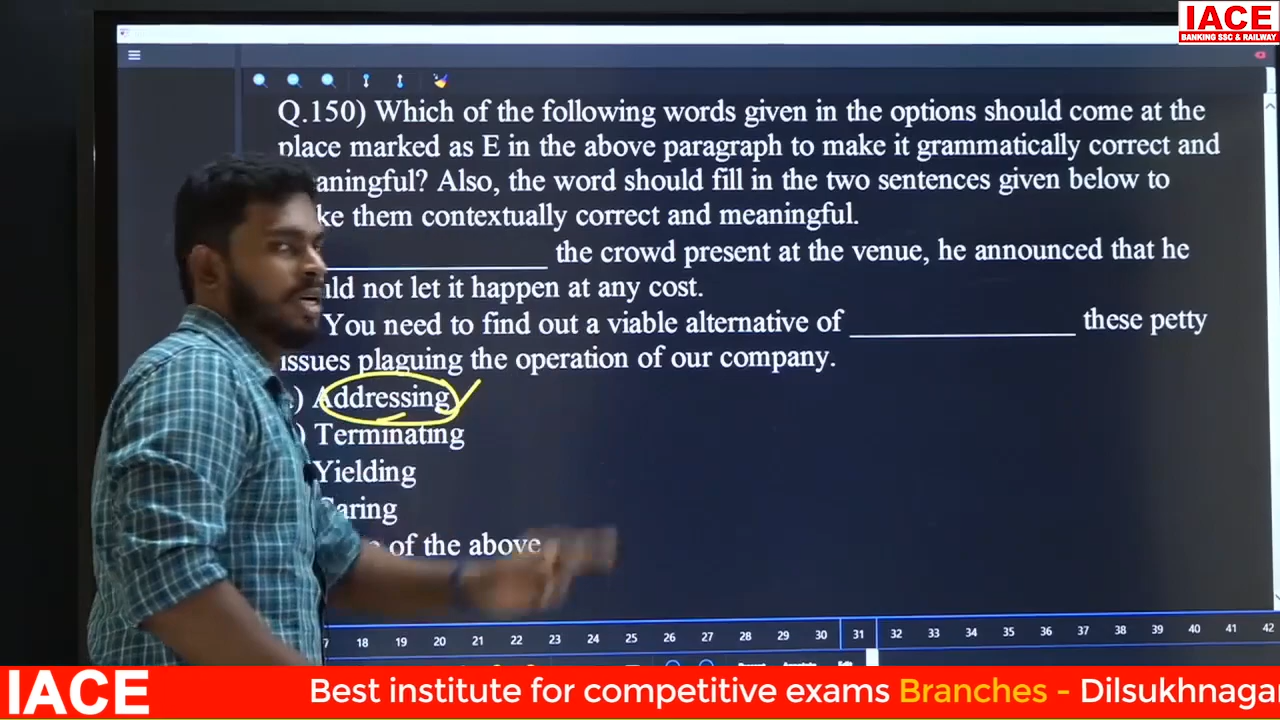 IACE
BANKING SSC & RAILWAY
Q.150) Which of the following words given in the options should come at the
place marked as E in the above paragraph to make it grammatically correct and
aningful? Also, the word should fill in the two sentences given below to
ke them contextually correct and meaningful.
the crowd present at the venue, he announced that he
uld not let it happen at any cost.
You need to find out a viable alternative of ______ these petty
issues plaguing the operation of our company.
) Addressing
) Terminating
Yielding
Caring
of the above
7 18 19 20 21 22 23 24 25 26 27 28 29 30 31 32 33 34 35 36 37 38 39 40 41 42
IACE Best institute for competitive exams Branches - Dilsukhnagar